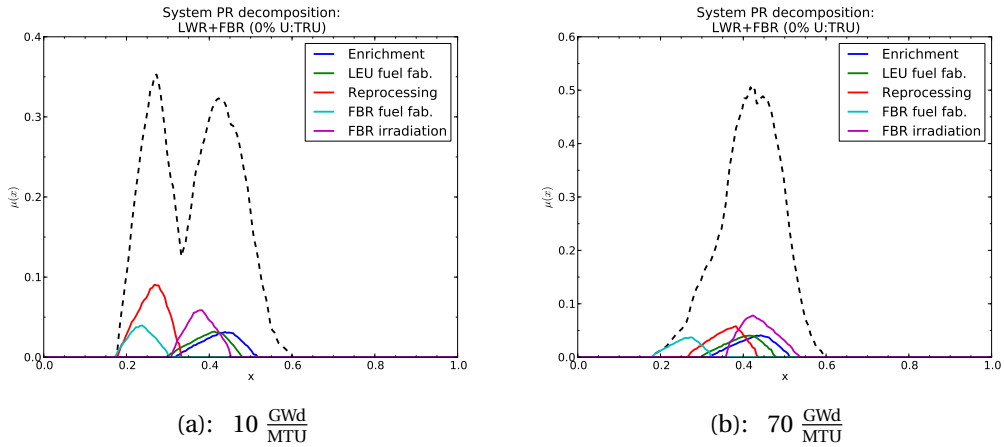 System PR decomposition:
LWR+FBR (0% U:TRU)
0.4
0.3
0.2
0.1
0.0
μ(x)
Enrichment
LEU fuel fab.
Reprocessing
FBR fuel fab.
FBR irradiation
0.0 0.2 0.4 0.6 0.8 1.0
x
(a): 10 GWd/MTU
System PR decomposition:
LWR+FBR (0% U:TRU)
0.6
0.5
0.4
0.3
0.2
0.1
0.0
μ(x)
Enrichment
LEU fuel fab.
Reprocessing
FBR fuel fab.
FBR irradiation
0.0 0.2 0.4 0.6 0.8 1.0
x
(b): 70 GWd/MTU